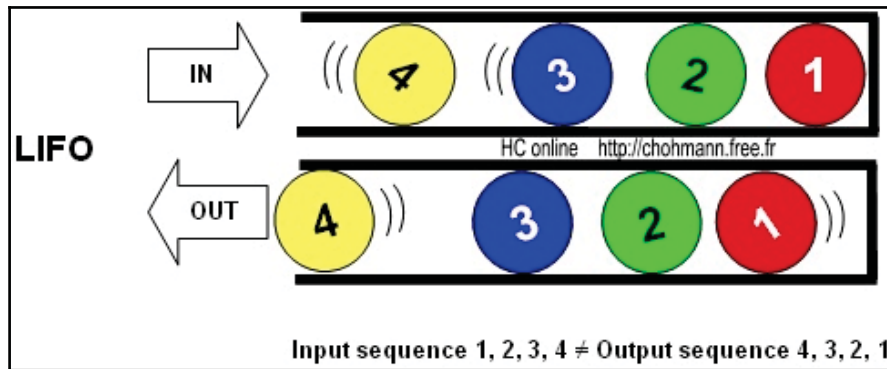 IN
4
3
2
1
LIFO
HC online http://chohmann.free.fr
OUT
4
3
2
1
Input sequence 1, 2, 3, 4 ≠ Output sequence 4, 3, 2, 1